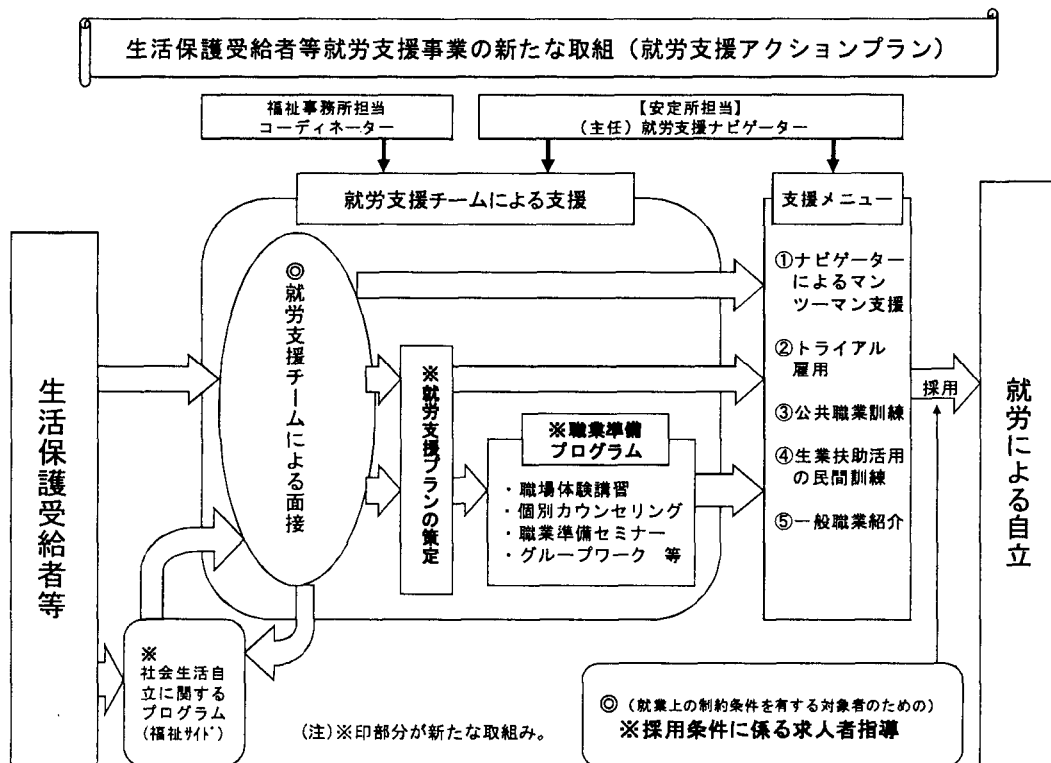 生活保護受給者等就労支援事業の新たな取組（就労支援アクションプラン）
福祉事務所担当
コーディネーター
【安定所担当】
（主任）就労支援ナビゲーター
就労支援チームによる支援
支援メニュー
生活保護受給者等
◎就労支援チームによる面接
※就労支援プランの策定
※職業準備
プログラム
・職場体験講習
・個別カウンセリング
・職業準備セミナー
・グループワーク　等
①ナビゲーター
によるマン
ツーマン支援
②トライアル
雇用
③公共職業訓練
④生業扶助活用
の民間訓練
⑤一般職業紹介
採用
就労による自立
※
社会生活自
立に関する
プログラム
(福祉ｻｲﾄﾞ)
(注)※印部分が新たな取組み。
◎（就業上の制約条件を有する対象者のための）
※採用条件に係る求人者指導